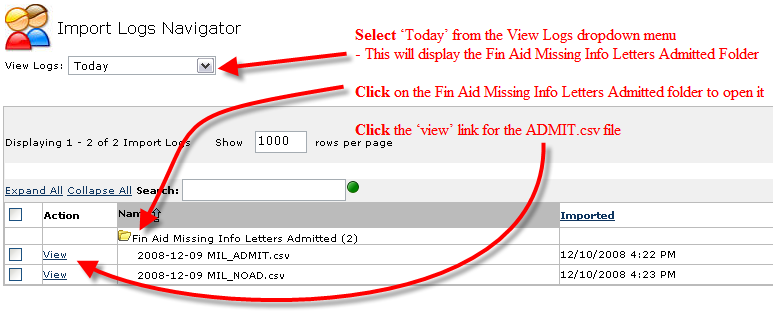 Import Logs Navigator
Select ‘Today’ from the View Logs dropdown menu
- This will display the Fin Aid Missing Info Letters Admitted Folder
View Logs: Today
Click on the Fin Aid Missing Info Letters Admitted folder to open it
Click the ‘view’ link for the ADMIT.csv file
Displaying 1 - 2 of 2 Import Logs Show 1000 rows per page
Expand All Collapse All Search:
Action Name Imported
Fin Aid Missing Info Letters Admitted (2)
View 2008-12-09 MIL_ADMIT.csv 12/10/2008 4:22 PM
View 2008-12-09 MIL_NOAD.csv 12/10/2008 4:23 PM